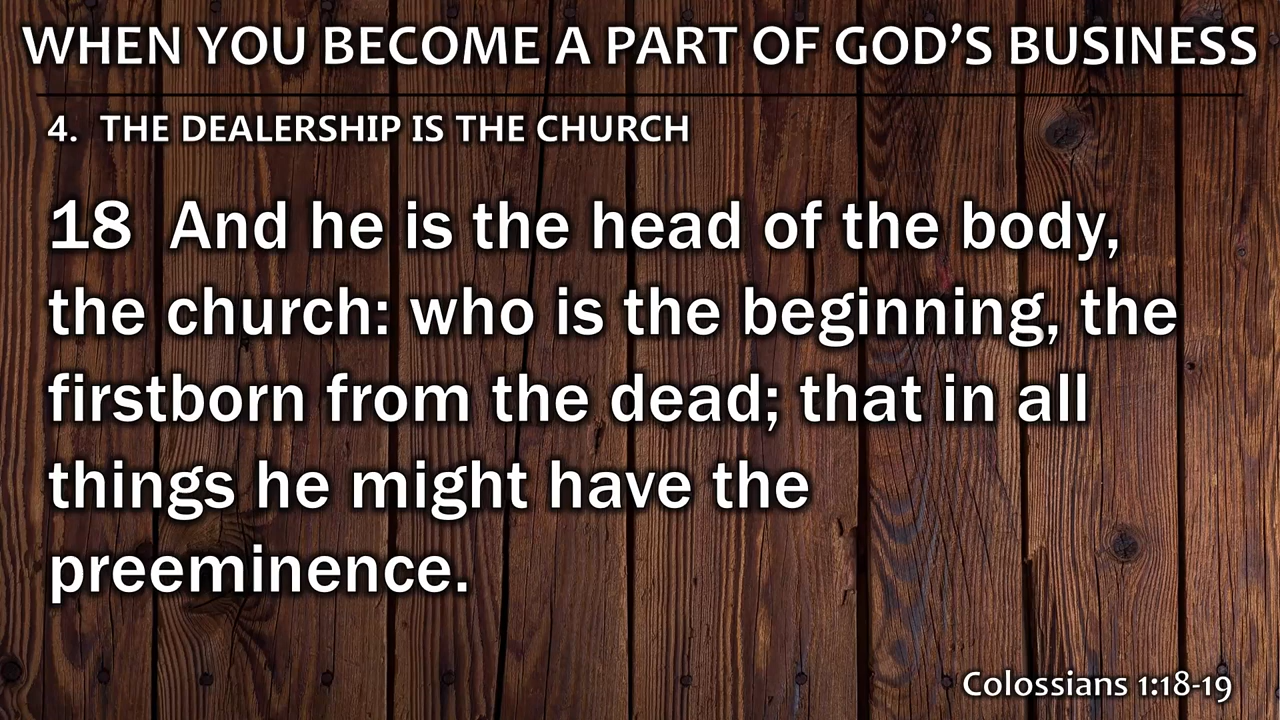 WHEN YOU BECOME A PART OF GOD’S BUSINESS
4. THE DEALERSHIP IS THE CHURCH
18 And he is the head of the body,
the church: who is the beginning, the
firstborn from the dead; that in all
things he might have the
preeminence.
Colossians 1:18-19